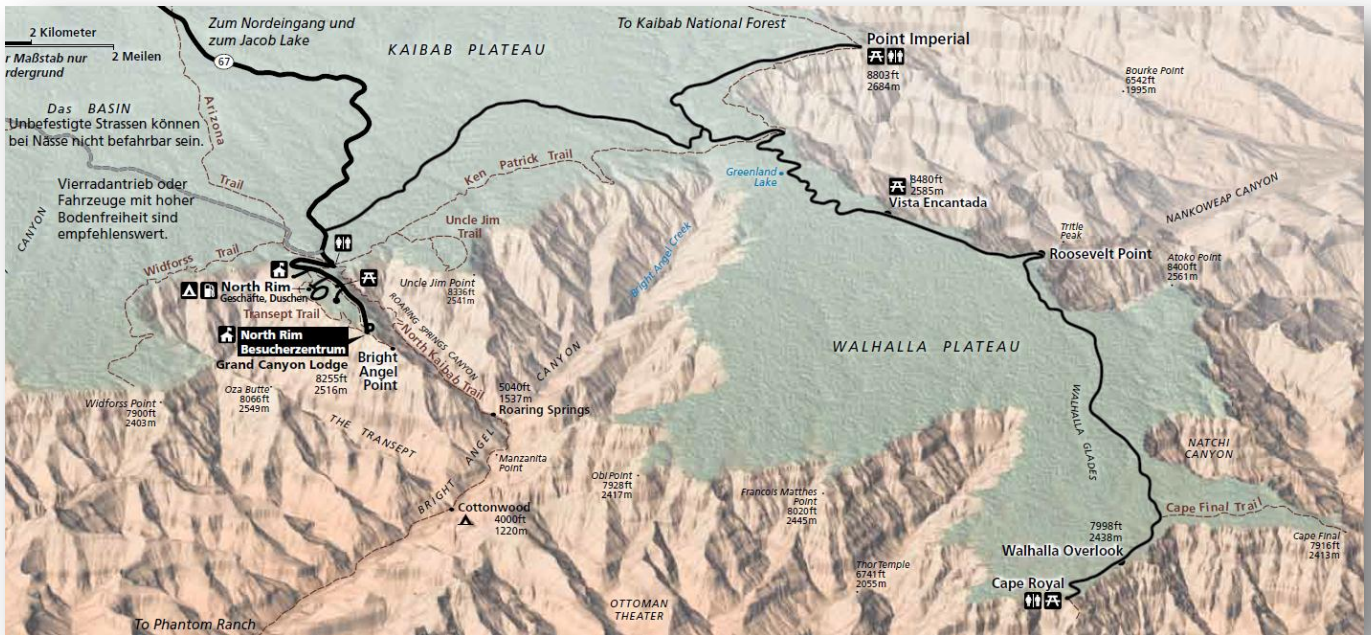 2 Kilometer
2 Meilen
r Maßstab nur
rdergrund
Zum Nordeingang und
zum Jacob Lake
67
KAIBAB PLATEAU
To Kaibab National Forest
Point Imperial
8803ft
2684m
Bourke Point
6542ft
1995m
Das BASIN
Unbefestigte Strassen können
bei Nässe nicht befahrbar sein.
Arizona
Trail
Vierradantrieb oder
Fahrzeuge mit hoher
Bodenfreiheit sind
empfehlenswert.
CANYON
Ken Patrick Trail
Greenland
Lake
8480ft
2585m
Vista Encantada
NANKOWEAP CANYON
Uncle Jim
Trail
Bright Angel Creek
Tritle
Peak
Roosevelt Point
Atoko Point
8400ft
2561m
Widforss Trail
North Rim
Geschäfte, Duschen
Transept Trail
Uncle Jim Point
8336ft
2541m
ROARING SPRINGS CANYON
North Kaibab Trail
North Rim
Besucherzentrum
Grand Canyon Lodge
8255ft
2516m
Bright
Angel
Point
WALHALLA PLATEAU
WALHALLA GLADES
Widforss Point
7900ft
2403m
Oza Butte
8066ft
2549m
THE TRANSEPT
5040ft
1537m
Roaring Springs
BRIGHT ANGEL CANYON
Manzanita
Point
Cottonwood
4000ft
1220m
Obi Point
7928ft
2417m
Francois Matthes
Point
8020ft
2445m
NATCHI
CANYON
Cape Final Trail
Cape Final
7916ft
2413m
7998ft
2438m
Walhalla Overlook
Thor Temple
6741ft
2055m
Cape Royal
OTTOMAN
THEATER
To Phantom Ranch